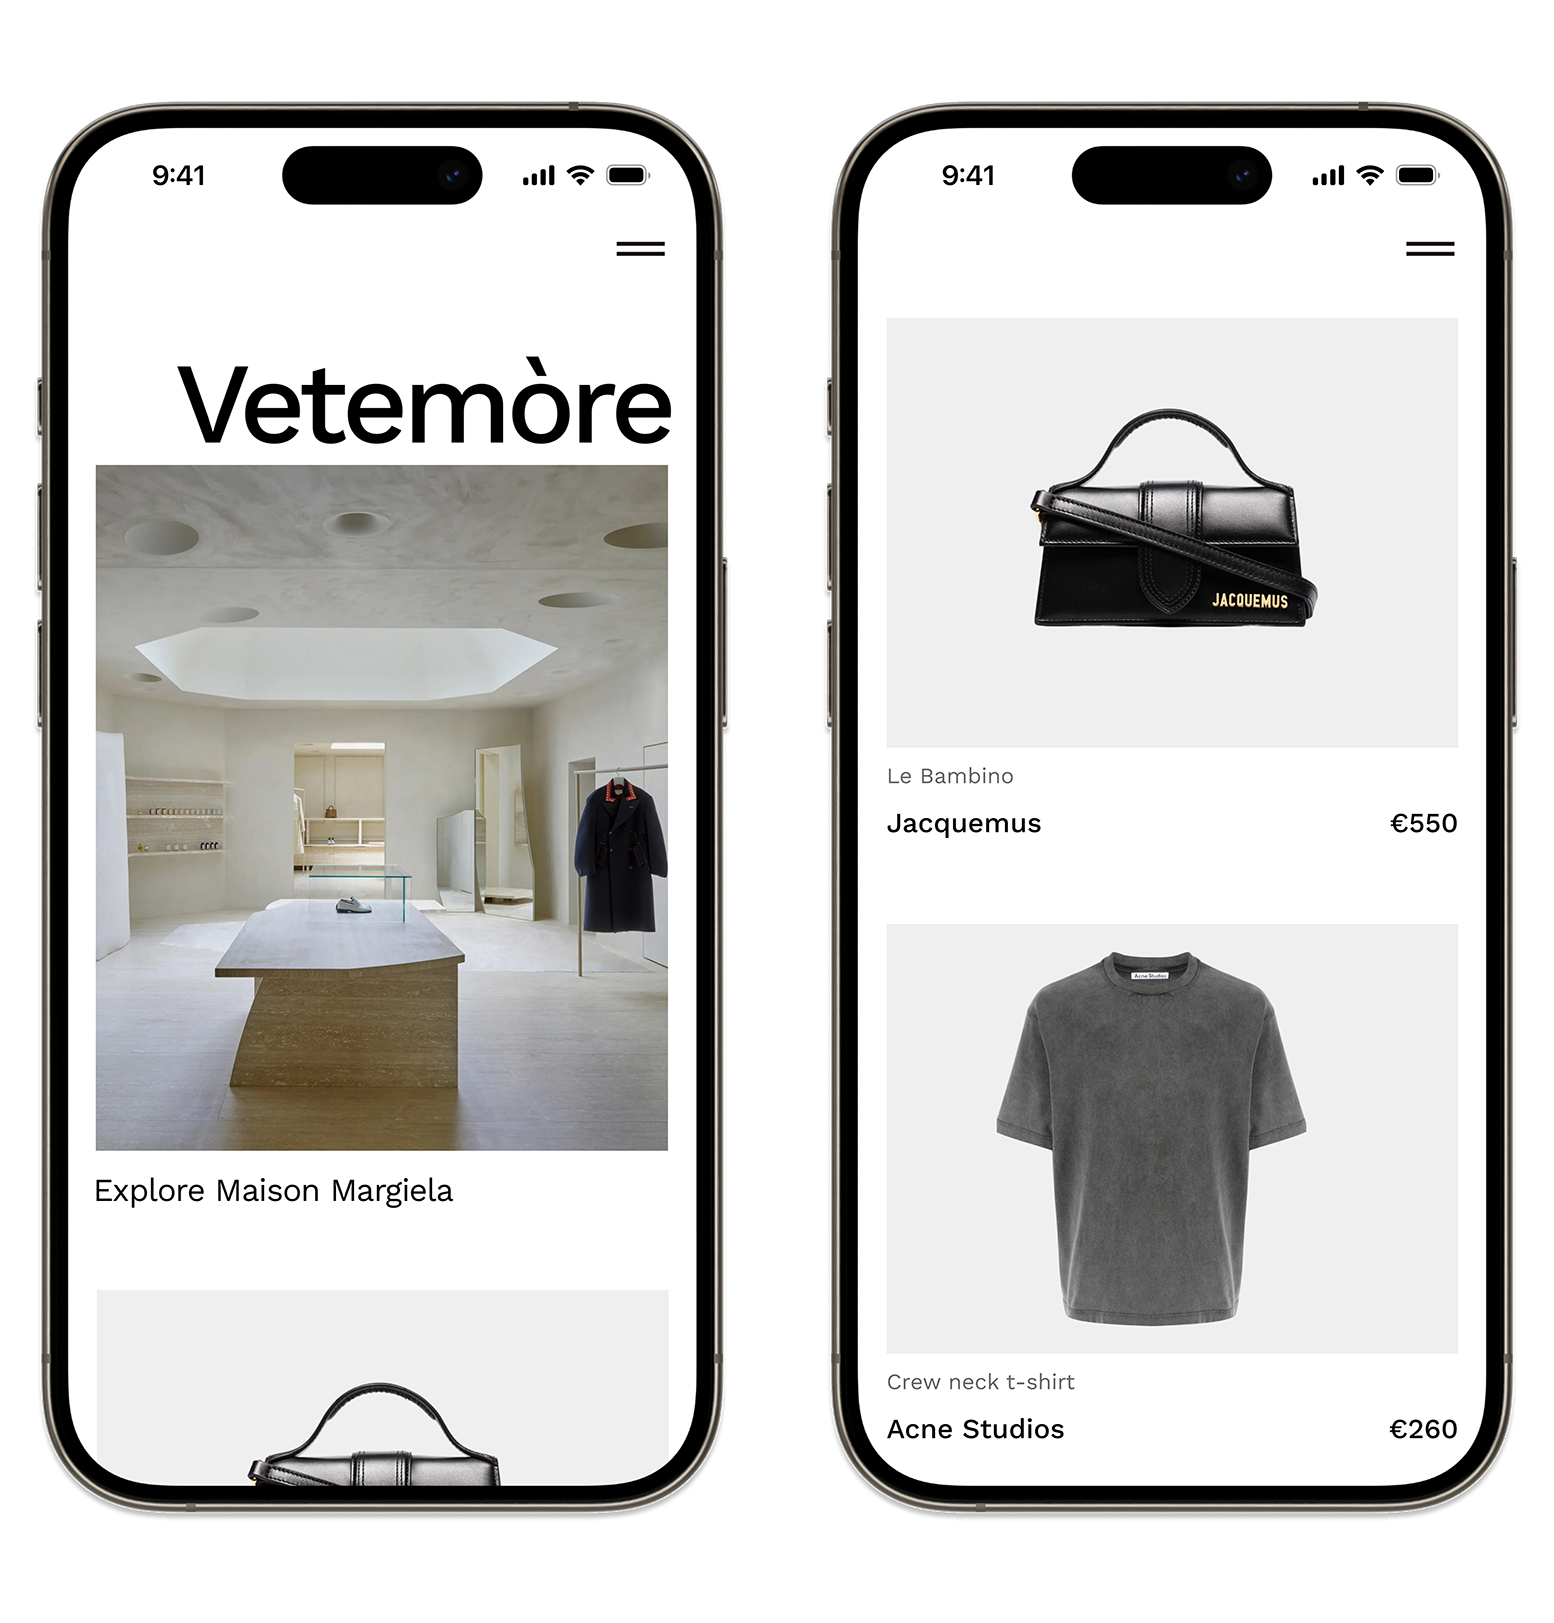 9:41
Vetemòre
Explore Maison Margiela
9:41
JACQUEMUS
Le Bambino
Jacquemus €550
Acne Studios
Crew neck t-shirt
Acne Studios €260